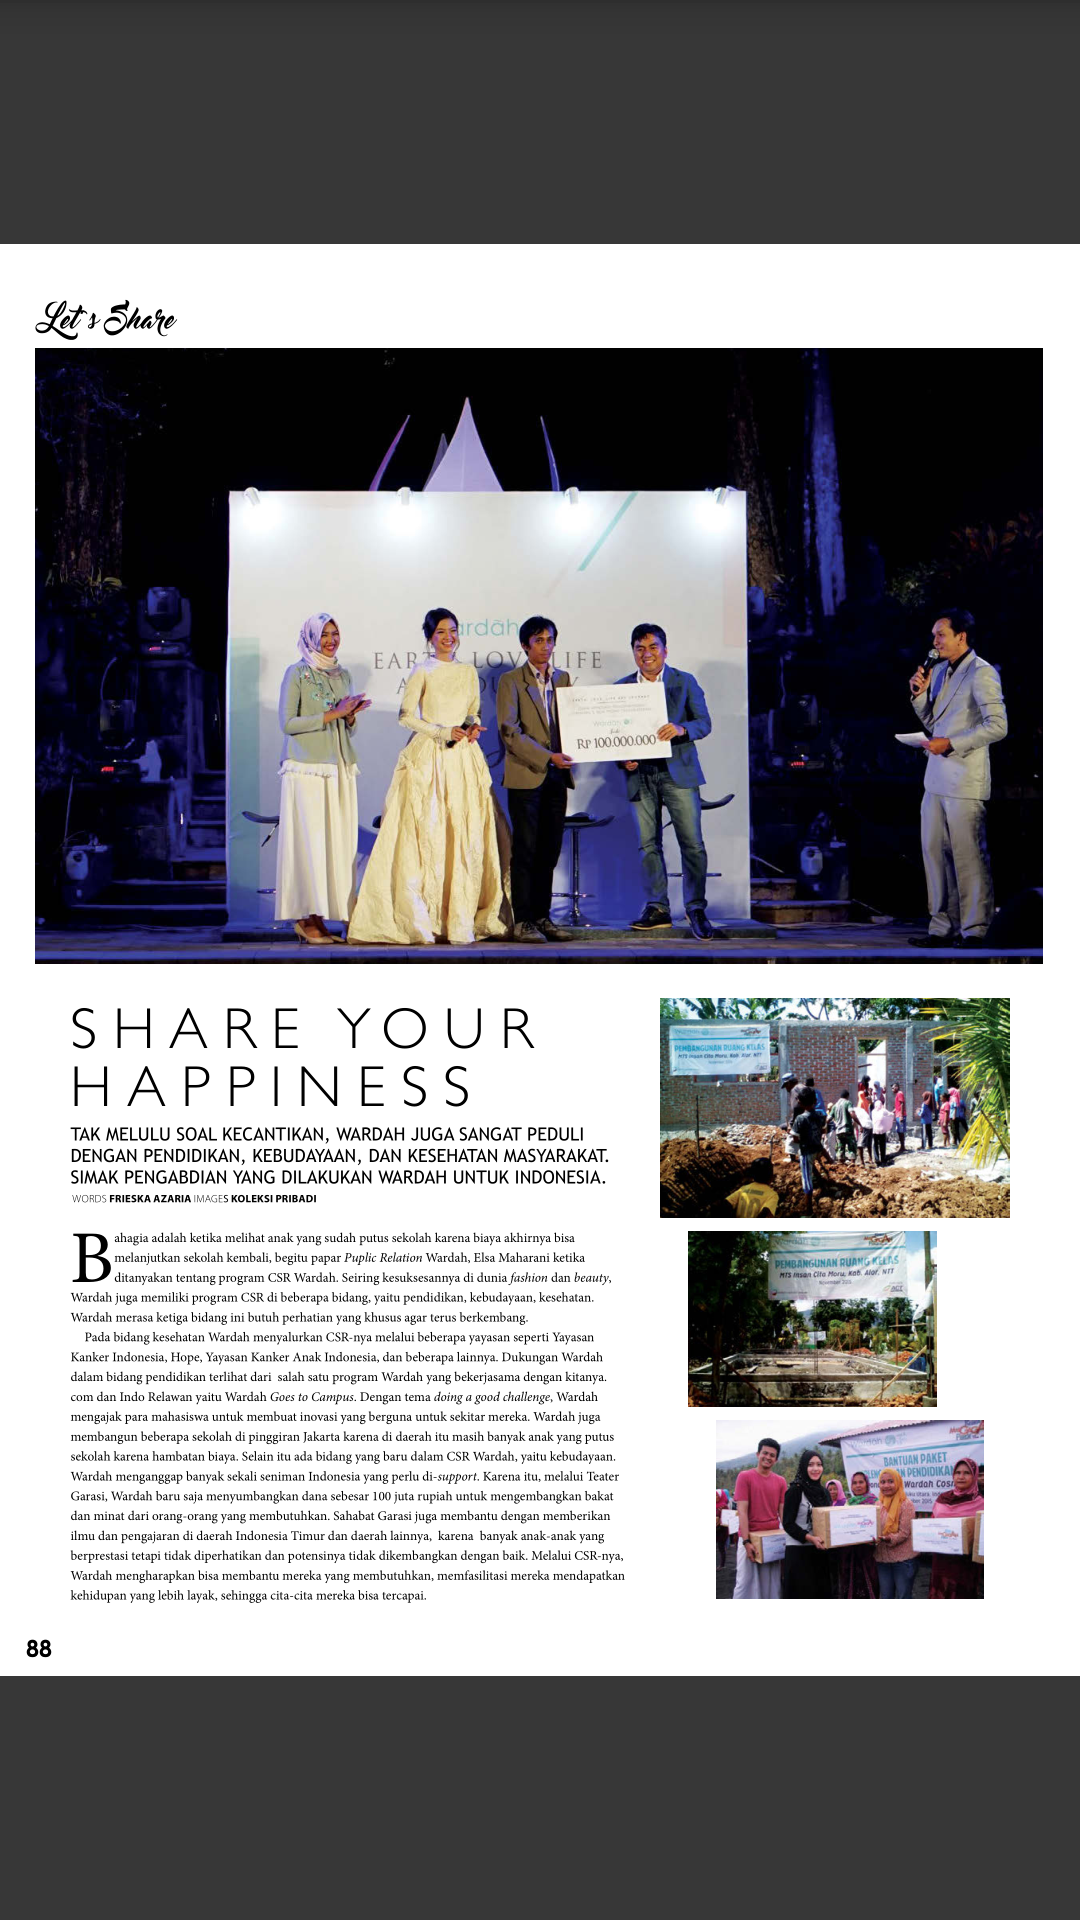 Let's Share
ardah
EARTH LOVE LIFE
RP 100.000.000
SHARE YOUR
HAPPINESS
TAK MELULU SOAL KECANTIKAN, WARDAH JUGA SANGAT PEDULI
DENGAN PENDIDIKAN, KEBUDAYAAN, DAN KESEHATAN MASYARAKAT.
SIMAK PENGABDIAN YANG DILAKUKAN WARDAH UNTUK INDONESIA.
WORDS FRIESKA AZARIA IMAGES KOLEKSI PRIBADI
Bahagia adalah ketika melihat anak yang sudah putus sekolah karena biaya akhirnya bisa
melanjutkan sekolah kembali, begitu papar Puplic Relation Wardah, Elsa Maharani ketika
ditanyakan tentang program CSR Wardah. Seiring kesuksesannya di dunia fashion dan beauty,
Wardah juga memiliki program CSR di beberapa bidang, yaitu pendidikan, kebudayaan, kesehatan.
Wardah merasa ketiga bidang ini butuh perhatian yang khusus agar terus berkembang.
Pada bidang kesehatan Wardah menyalurkan CSR-nya melalui beberapa yayasan seperti Yayasan
Kanker Indonesia, Hope, Yayasan Kanker Anak Indonesia, dan beberapa lainnya. Dukungan Wardah
dalam bidang pendidikan terlihat dari salah satu program Wardah yang bekerjasama dengan kitanya.
com dan Indo Relawan yaitu Wardah Goes to Campus. Dengan tema doing a good challenge, Wardah
mengajak para mahasiswa untuk membuat inovasi yang berguna untuk sekitar mereka. Wardah juga
membangun beberapa sekolah di pinggiran Jakarta karena di daerah itu masih banyak anak yang putus
sekolah karena hambatan biaya. Selain itu ada bidang yang baru dalam CSR Wardah, yaitu kebudayaan.
Wardah menganggap banyak sekali seniman Indonesia yang perlu di-support. Karena itu, melalui Teater
Garasi, Wardah baru saja menyumbangkan dana sebesar 100 juta rupiah untuk mengembangkan bakat
dan minat dari orang-orang yang membutuhkan. Sahabat Garasi juga membantu dengan memberikan
ilmu dan pengajaran di daerah Indonesia Timur dan daerah lainnya, karena banyak anak-anak yang
berprestasi tetapi tidak diperhatikan dan potensinya tidak dikembangkan dengan baik. Melalui CSR-nya,
Wardah mengharapkan bisa membantu mereka yang membutuhkan, memfasilitasi mereka mendapatkan
kehidupan yang lebih layak, sehingga cita-cita mereka bisa tercapai.
PEMBANGUNAN RUANG KELAS
MTS Insan Cita Moru, Kab. Alor, NTT
PEMBANGUNAN RUANG KELAS
MTS Insan Cita Moru, Kab. Alor, NTT
November 2015
ACT
BANTUAN PAKET
PENDIDIKAN
Wardah
88